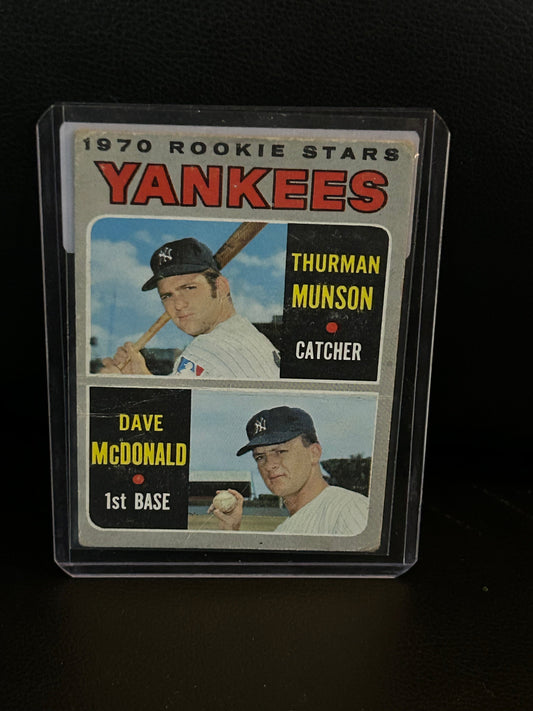 1970 ROOKIE STARS
YANKEES
THURMAN
MUNSON
CATCHER
DAVE
McDONALD
1st BASE